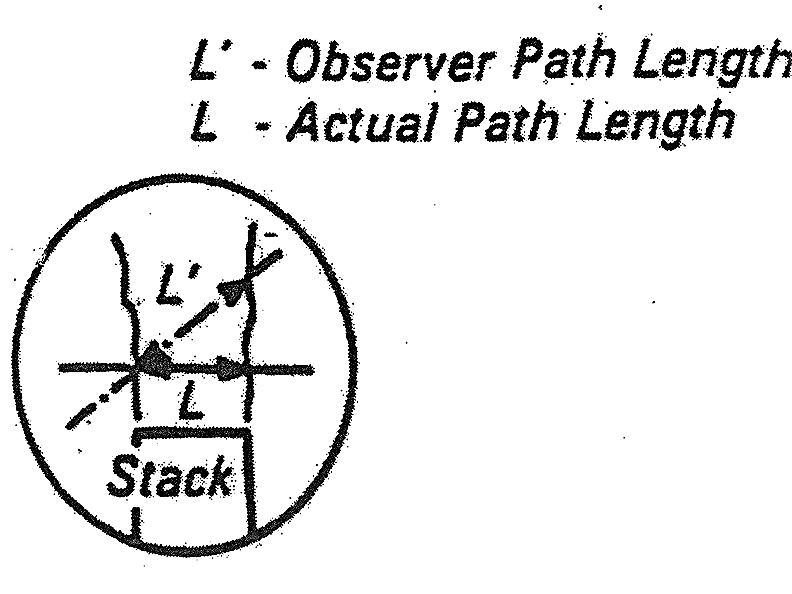 L' - Observer Path Length
L - Actual Path Length
L'
L
Stack